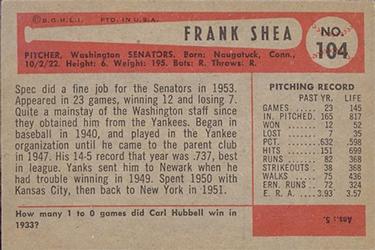 © B.G.H.L.I. PTD. IN U.S.A.
FRANK SHEA
NO. 104
PITCHER, Washington SENATORS. Born: Naugatuck, Conn.,
10/2/22. Height: 6. Weight: 195. Bats: R. Throws: R.
Spec did a fine job for the Senators in 1953.
Appeared in 23 games, winning 12 and losing 7.
Quite a mainstay of the Washington staff since
they obtained him from the Yankees. Began in
baseball in 1940, and played in the Yankee
organization until he came to the parent club
in 1947. His 14-5 record that year was .737, best
in league. Yanks sent him to Newark when he
had trouble winning in 1949. Spent 1950 with
Kansas City, then back to New York in 1951.
PITCHING RECORD
PAST YR. LIFE
GAMES 23 145
IN. PITCHED 165 817
WON 12 52
LOST 7 35
PCT. .632 .598
HITS 151 699
RUNS 82 368
STRIKEOUTS 38 368
WALKS 75 436
ERN. RUNS 72 324
E. R. A. 3.93 3.57
How many 1 to 0 games did Carl Hubbell win in
1933?
Ans.: 5.